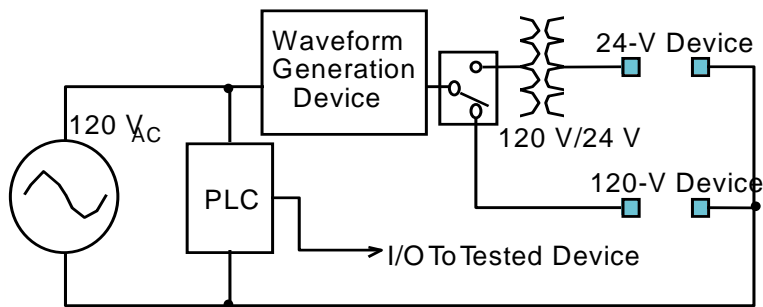 Waveform
Generation
Device
24-V Device
120 VAC
120 V/24 V
PLC
120-V Device
I/O To Tested Device